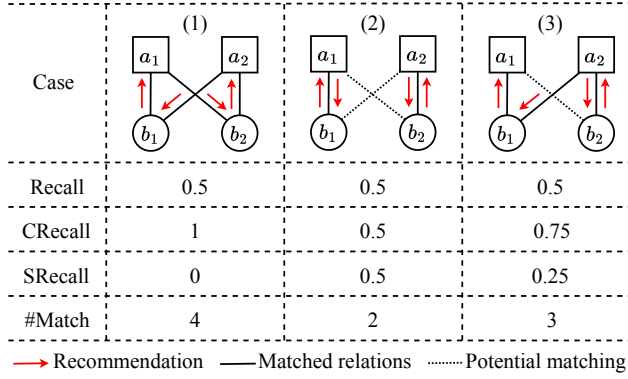 (1) (2) (3)
a1 a2 a1 a2 a1 a2
Case
b1 b2 b1 b2 b1 b2
Recall 0.5 0.5 0.5
CRecall 1 0.5 0.75
SRecall 0 0.5 0.25
#Match 4 2 3
Recommendation Matched relations Potential matching